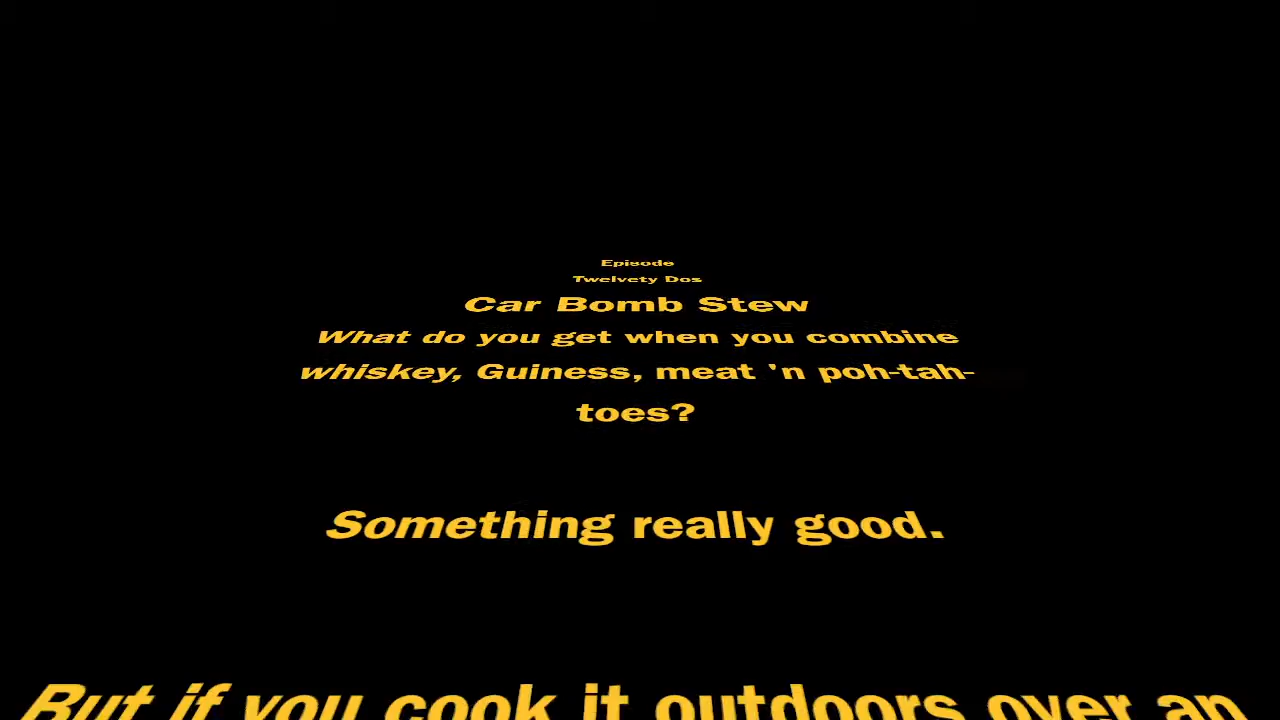 Episode
Twelvety Dos
Car Bomb Stew
What do you get when you combine
whiskey, Guiness, meat 'n poh-tah-
toes?
Something really good.
But if you cook it outdoors over an